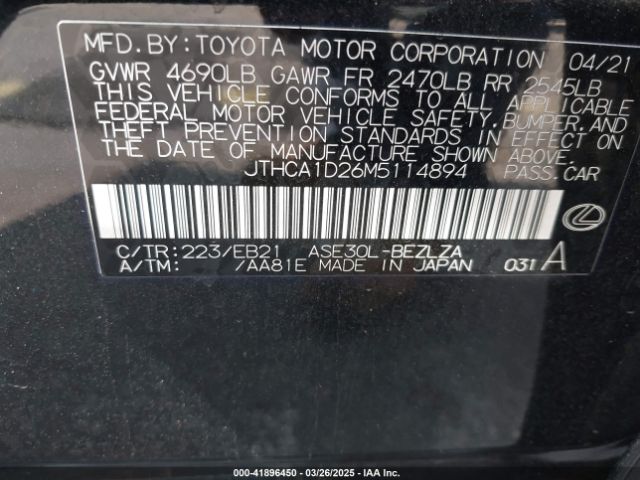 MFD.BY:TOYOTA MOTOR CORPORATION 04/21
GVWR 4690LB GAWR FR 2470LB RR 2545LB
THIS VEHICLE CONFORMS TO ALL APPLICABLE
FEDERAL MOTOR VEHICLE SAFETY,BUMPER,AND
THEFT PREVENTION STANDARDS IN EFFECT ON
THE DATE OF MANUFACTURE SHOWN ABOVE.
JTHCA1D26M5114894 PASS.CAR
C/TR:223/EB21 ASE30L-BEZLZA
A/TM: /AA81E MADE IN JAPAN 031 A
00-41896450 | 03/26/2025 - IAA Inc.